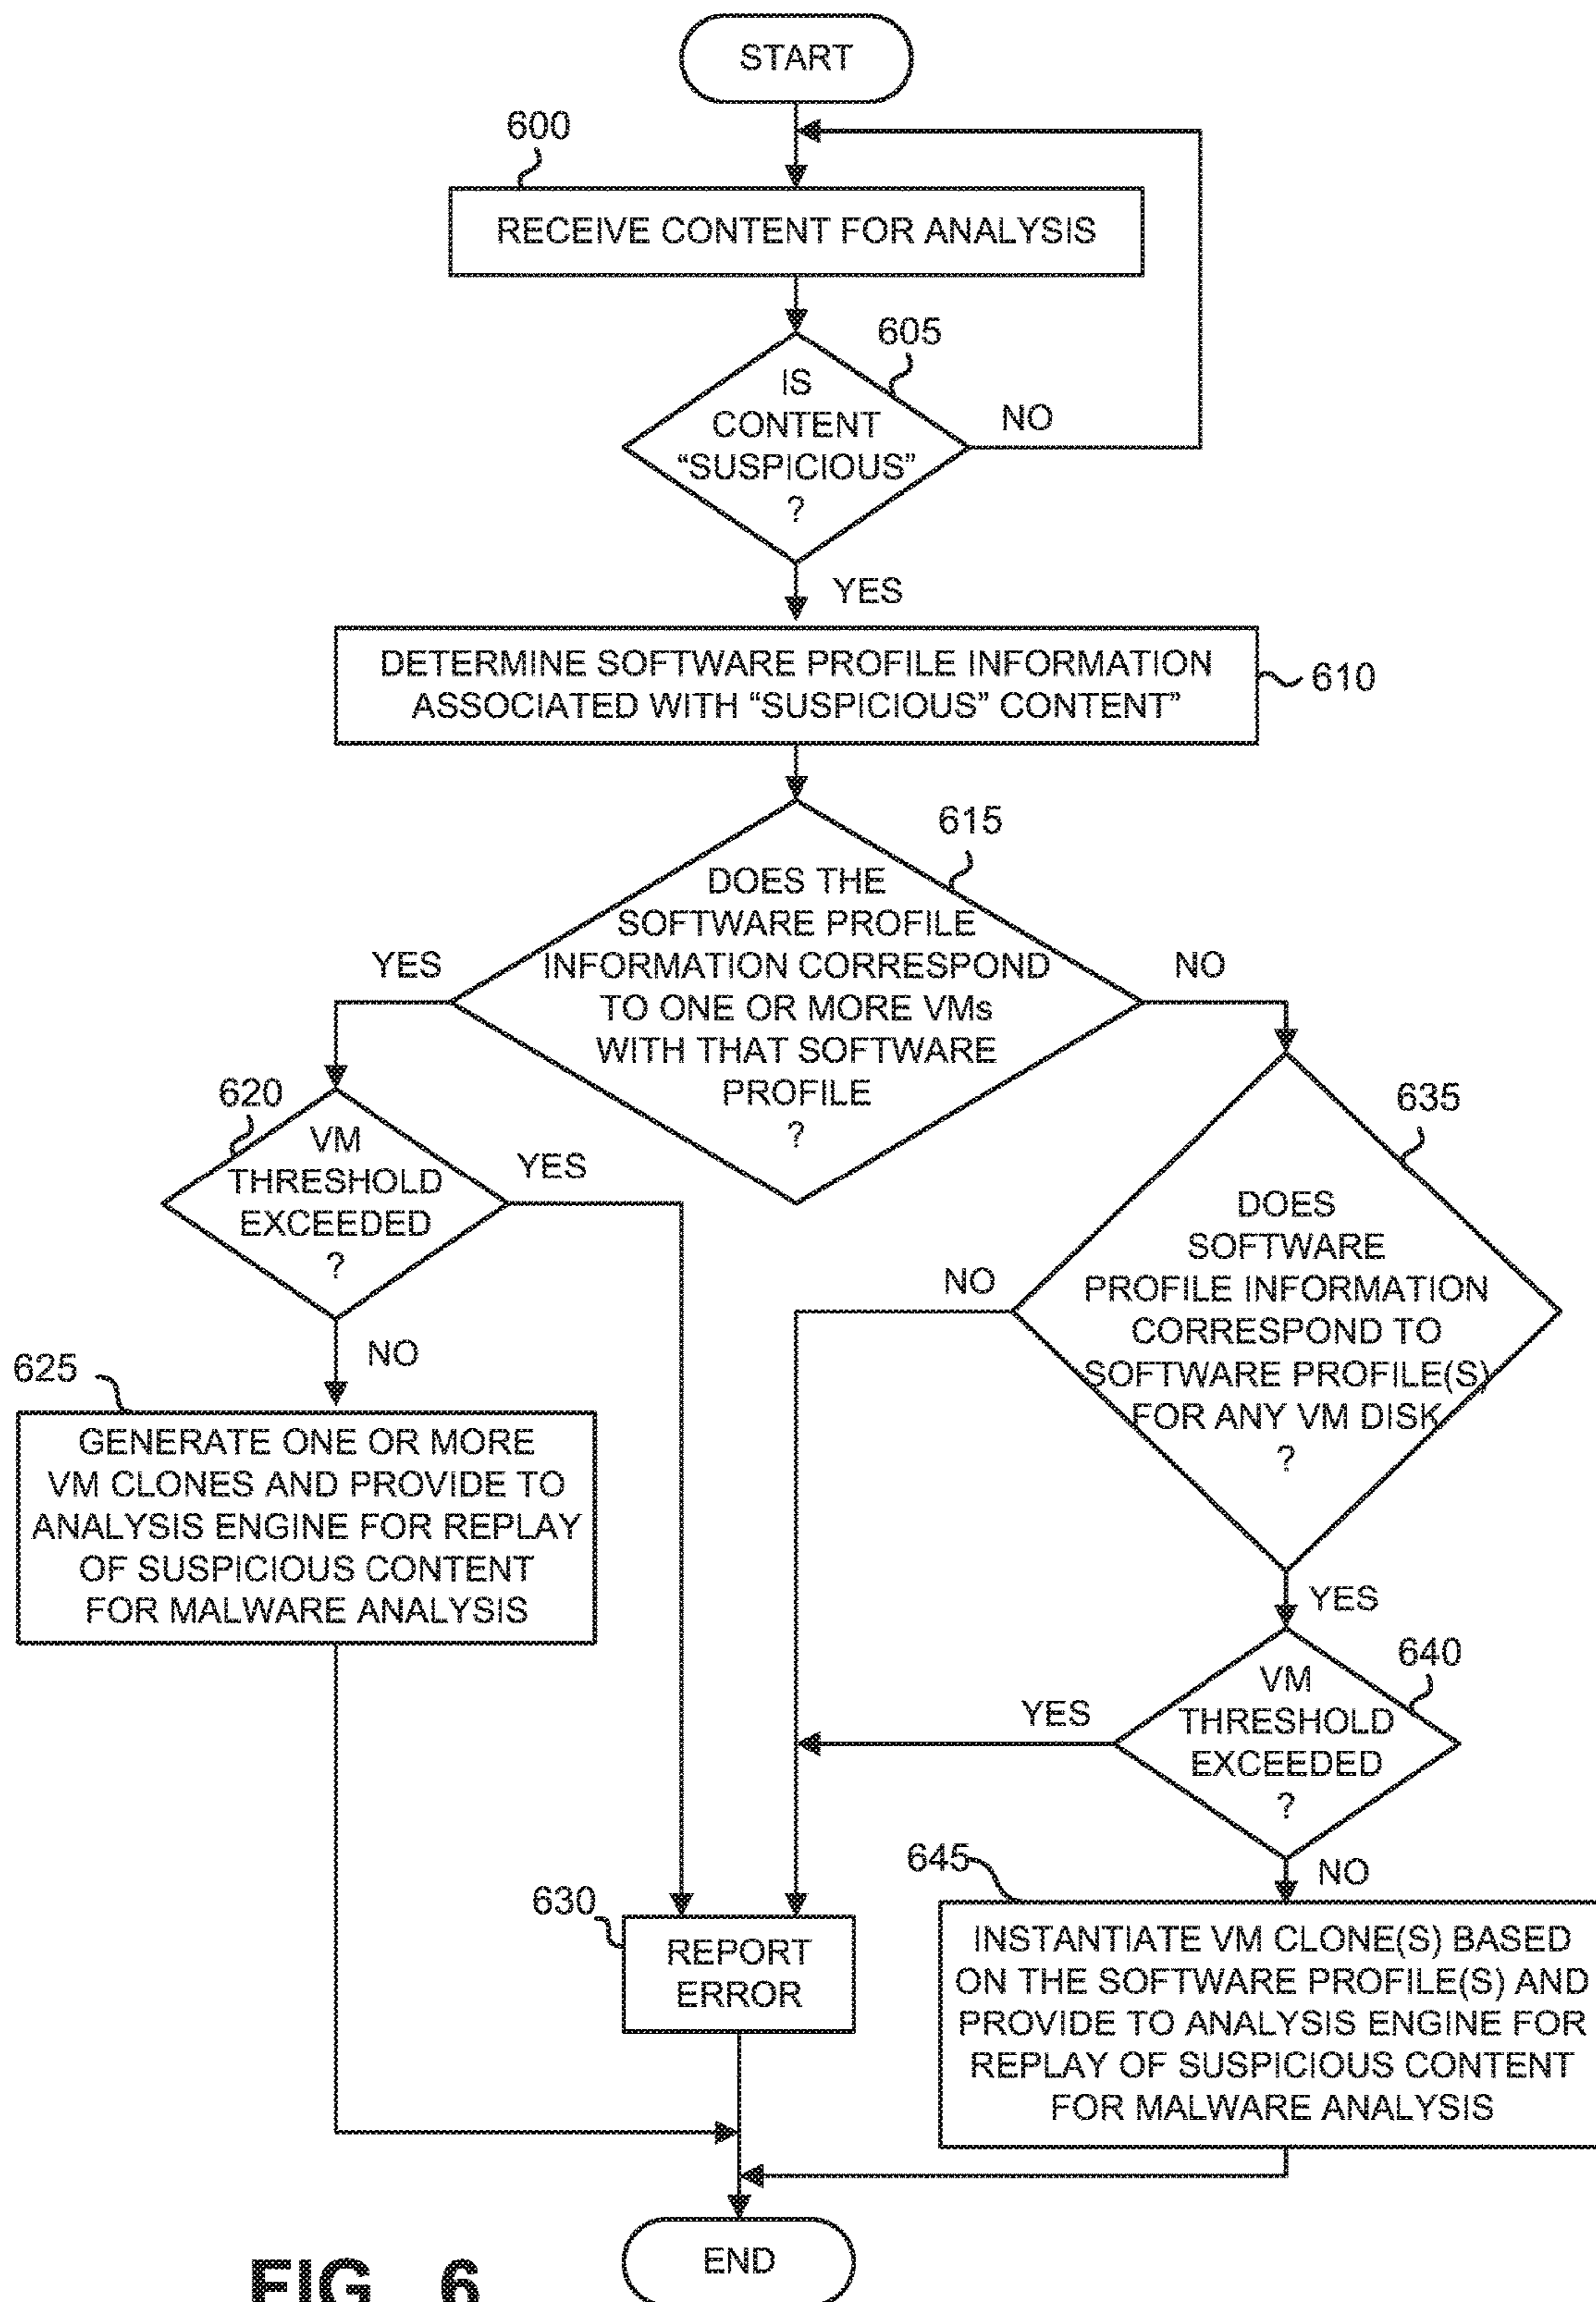 START
600
RECEIVE CONTENT FOR ANALYSIS
605
IS
CONTENT
“SUSPICIOUS”
?
NO
YES
DETERMINE SOFTWARE PROFILE INFORMATION
ASSOCIATED WITH “SUSPICIOUS” CONTENT”
610
615
DOES THE
SOFTWARE PROFILE
INFORMATION CORRESPOND
TO ONE OR MORE VMs
WITH THAT SOFTWARE
PROFILE
?
YES
NO
620
VM
THRESHOLD
EXCEEDED
?
YES
NO
625
GENERATE ONE OR MORE
VM CLONES AND PROVIDE TO
ANALYSIS ENGINE FOR REPLAY
OF SUSPICIOUS CONTENT
FOR MALWARE ANALYSIS
635
DOES
SOFTWARE
PROFILE INFORMATION
CORRESPOND TO
SOFTWARE PROFILE(S)
FOR ANY VM DISK
?
NO
YES
640
VM
THRESHOLD
EXCEEDED
?
YES
NO
630
REPORT
ERROR
645
INSTANTIATE VM CLONE(S) BASED
ON THE SOFTWARE PROFILE(S) AND
PROVIDE TO ANALYSIS ENGINE FOR
REPLAY OF SUSPICIOUS CONTENT
FOR MALWARE ANALYSIS
END
FIG. 6